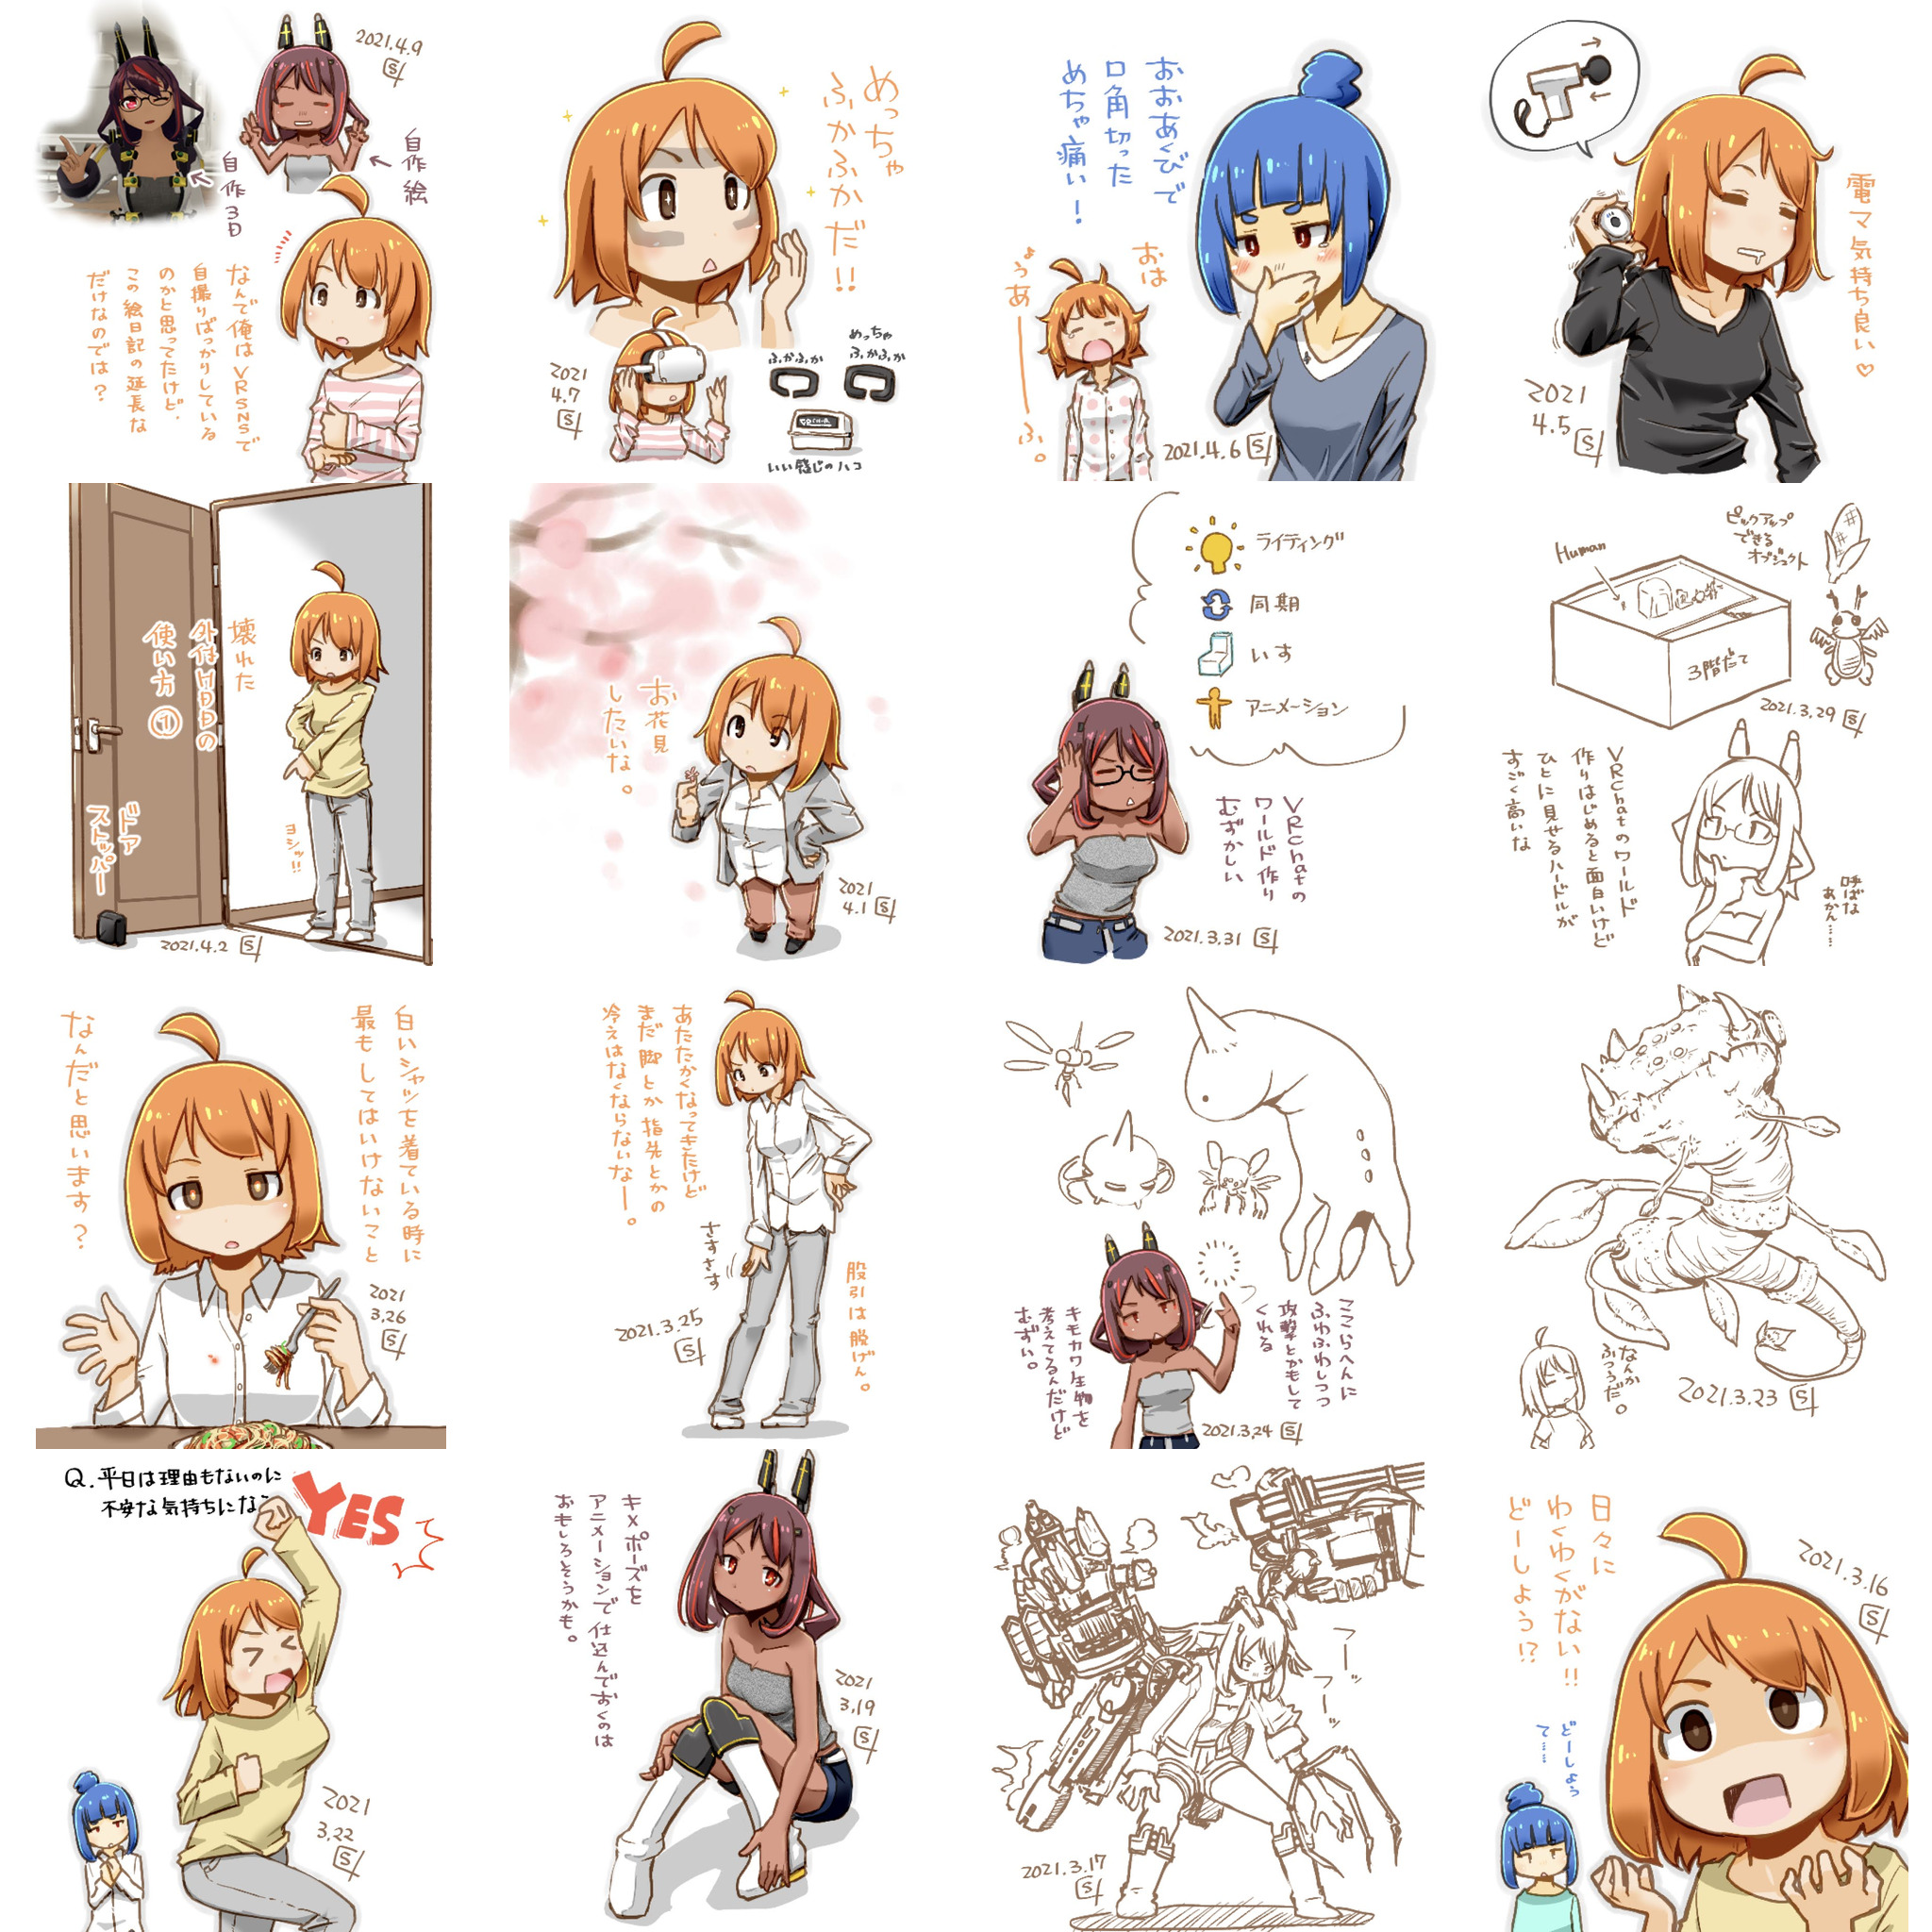 2021.4.9
自作絵
自作3D
なんで俺はVRSNSで
自撮りばっかりしている
のかと思ってたけど、
この絵日記の延長な
だけなのでは？
めっちゃ
ふかふかだ!!
2021
4.7
ふかふか
めっちゃ
ふかふか
いい感じのハコ
おおあくびで
口角切った
めちゃ痛い！
おは
ょうあーーふ。
2021.4.6
電マ気持ち良い♡
2021
4.5
壊れた
外付けHDDの
使い方①
ドア
ストッパー
ヨシッ!!
2021.4.2
お花見
したいな。
2021
4.1
ライティング
同期
いす
アニメーション
VRChatの
ワールド作り
むずかしい
2021.3.31
ピックアップ
できる
オブジェクト
Human
3階だて
2021.3.29
VRChatのワールド
作りはじめると面白いけど
ひとに見せるハードルが
すごく高いな
呼ばな
あかん……
白いシャツを着ている時に
最もしてはいけないこと
なんだと思います？
2021
3.26
あたたかくなってきたけど
まだ脚とか指先とかの
冷えはなくならないなー。
さすさす
股引は脱げん。
2021.3.25
ここらへんに
ふわふわしつつ
攻撃とかもして
くれる
キモカワ生物を
考えてるんだけど
むずい。
2021.3.24
なんか
ふつうだ。
2021.3.23
Q.平日は理由もないのに
不安な気持ちになる
YES
2021
3.22
キメポーズを
アニメーションで仕込んでおくのは
おもしろそうかも。
2021
3.19
フーッ
フーッ
2021.3.17
日々に
わくわくがない!!
どーしよう!?
2021.3.16
どーしよう
て……